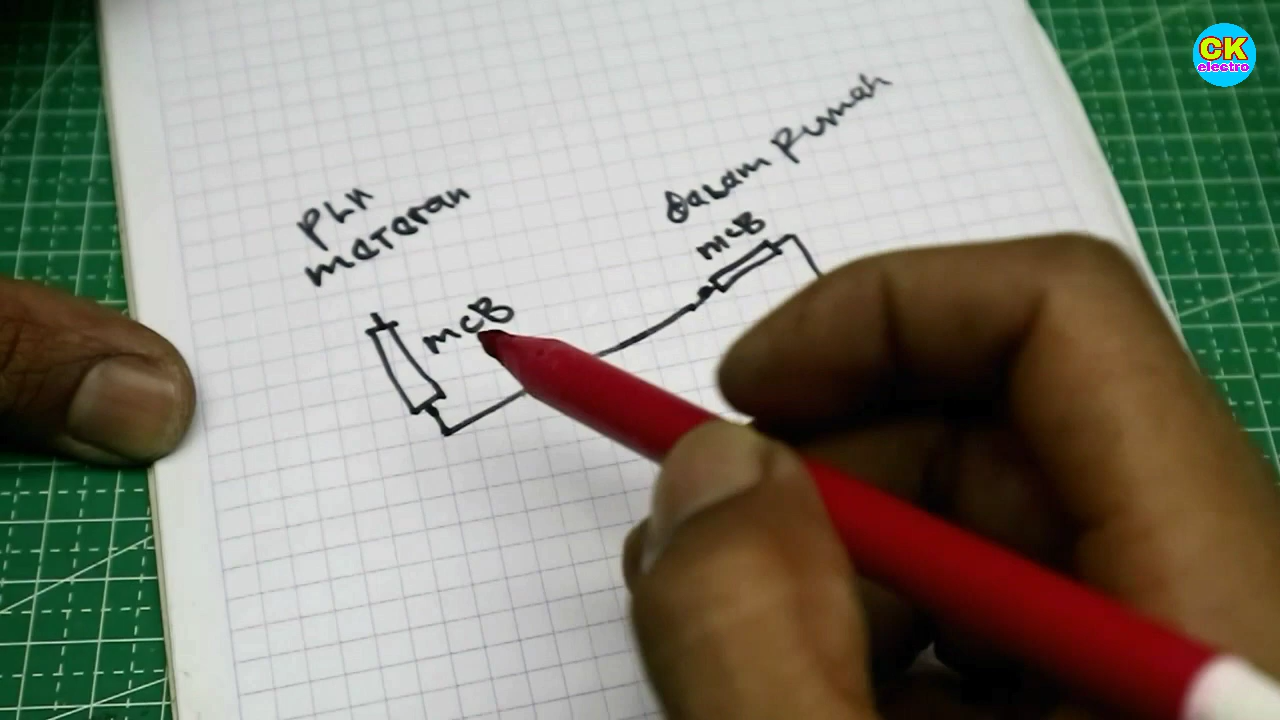 PLN
meteran
mCB
Dalam Rumah
mCB
CK
electro